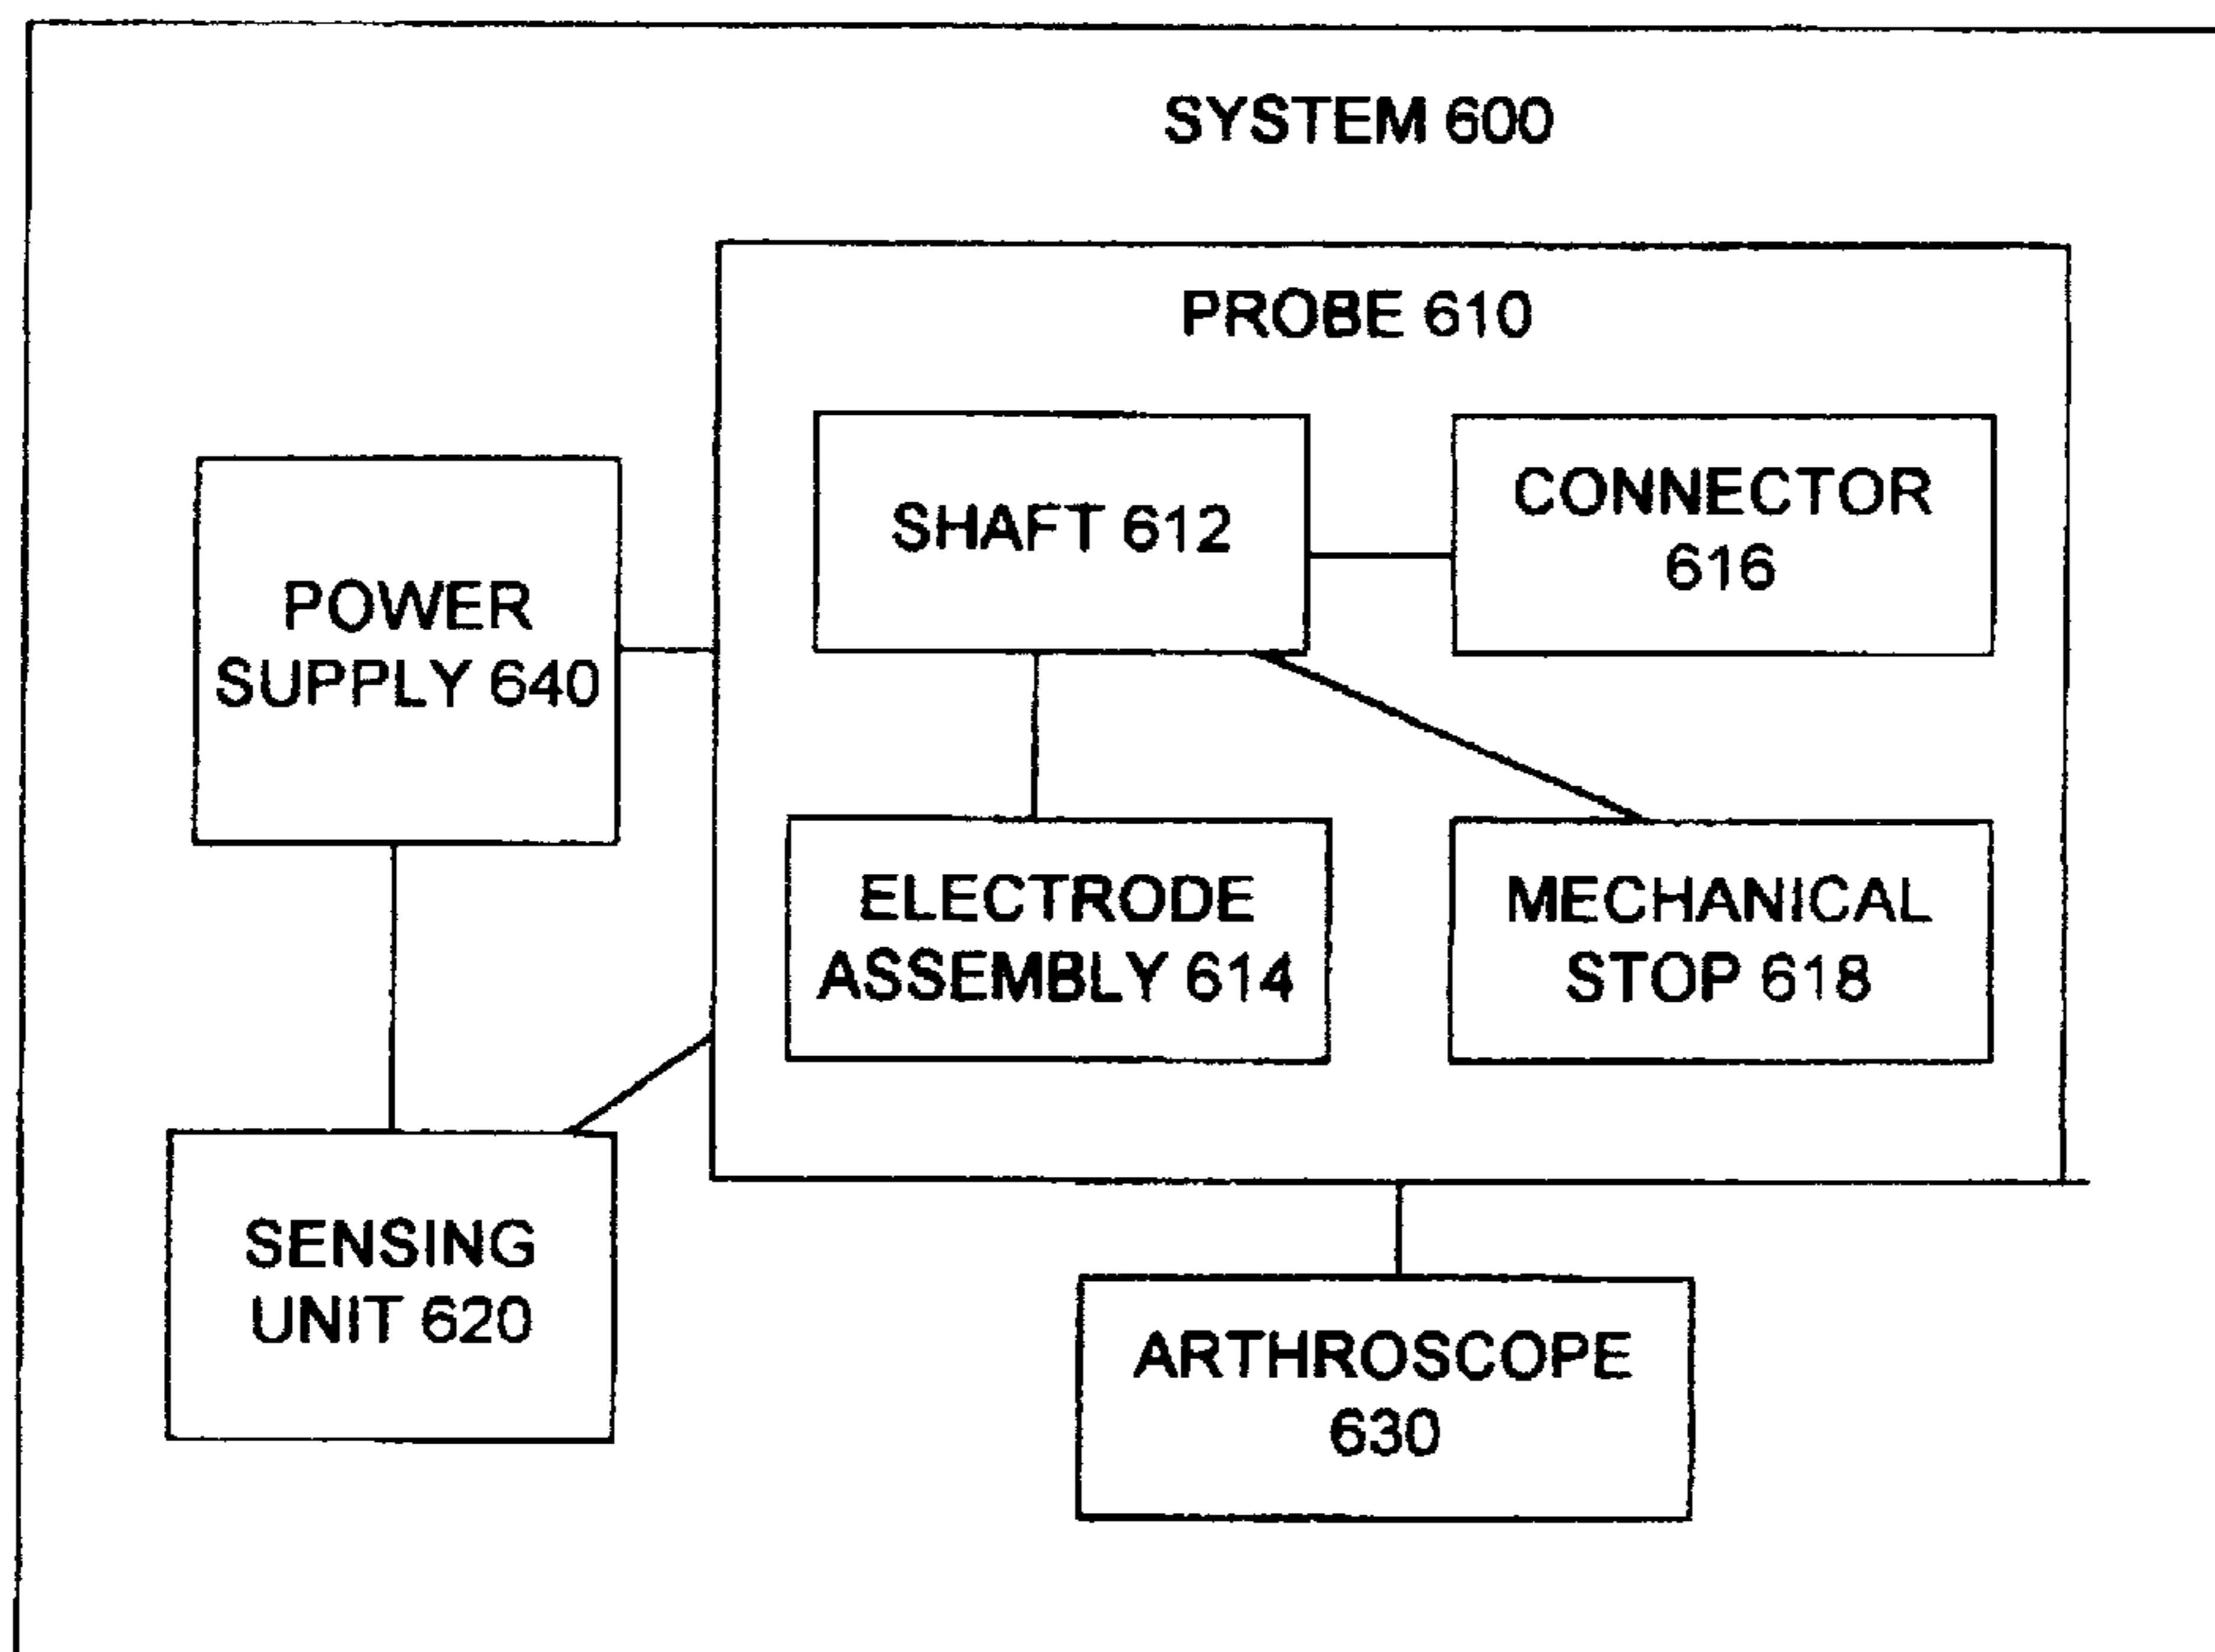 SYSTEM 600
PROBE 610
SHAFT 612
CONNECTOR
616
POWER
SUPPLY 640
ELECTRODE
ASSEMBLY 614
MECHANICAL
STOP 618
SENSING
UNIT 620
ARTHROSCOPE
630